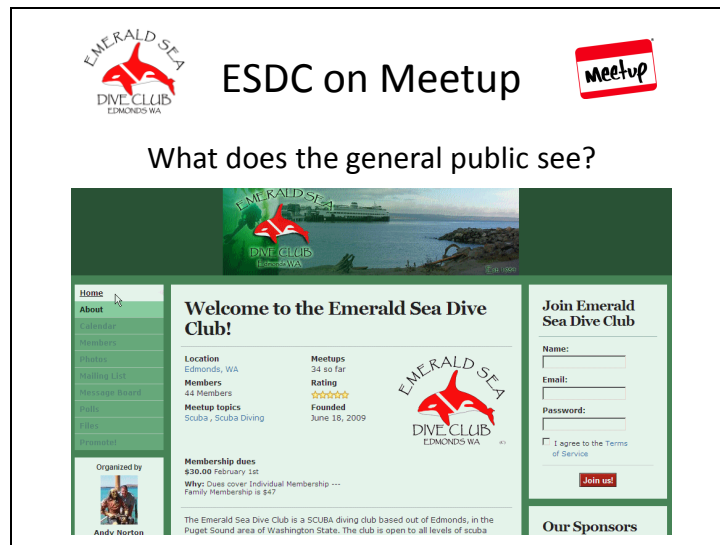 EMERALD SEA
DIVE CLUB
EDMONDS WA
ESDC on Meetup
Meetup
What does the general public see?
EMERALD SEA
DIVE CLUB
Edmonds WA
Home
About
Calendar
Members
Photos
Mailing List
Message Board
Polls
Files
Promote!
Organized by
Andy Norton
Welcome to the Emerald Sea Dive
Club!
Location
Edmonds, WA
Meetups
34 so far
Members
44 Members
Rating
Meetup topics
Scuba , Scuba Diving
Founded
June 18, 2009
EMERALD SEA
DIVE CLUB
EDMONDS WA
Membership dues
$30.00 February 1st
Why: Dues cover Individual Membership ---
Family Membership is $47
The Emerald Sea Dive Club is a SCUBA diving club based out of Edmonds, in the
Puget Sound area of Washington State. The club is open to all levels of scuba
Join Emerald
Sea Dive Club
Name:
Email:
Password:
I agree to the Terms
of Service
Join us!
Our Sponsors